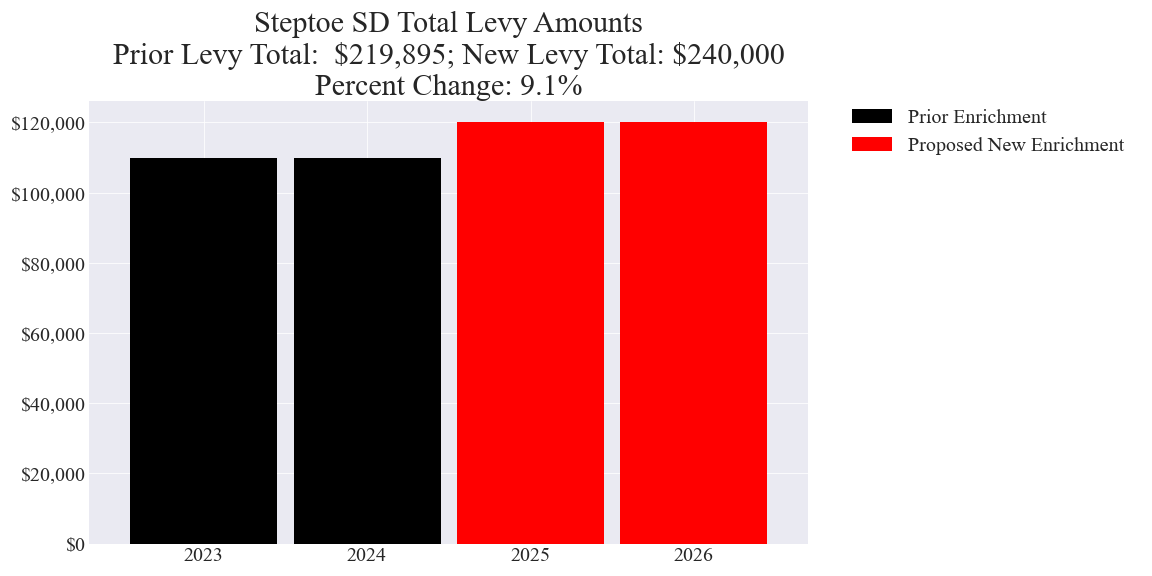 Steptoe SD Total Levy Amounts
Prior Levy Total:  $219,895; New Levy Total: $240,000
Percent Change: 9.1%
Prior Enrichment
Proposed New Enrichment
$120,000
$100,000
$80,000
$60,000
$40,000
$20,000
$0
2023 2024 2025 2026